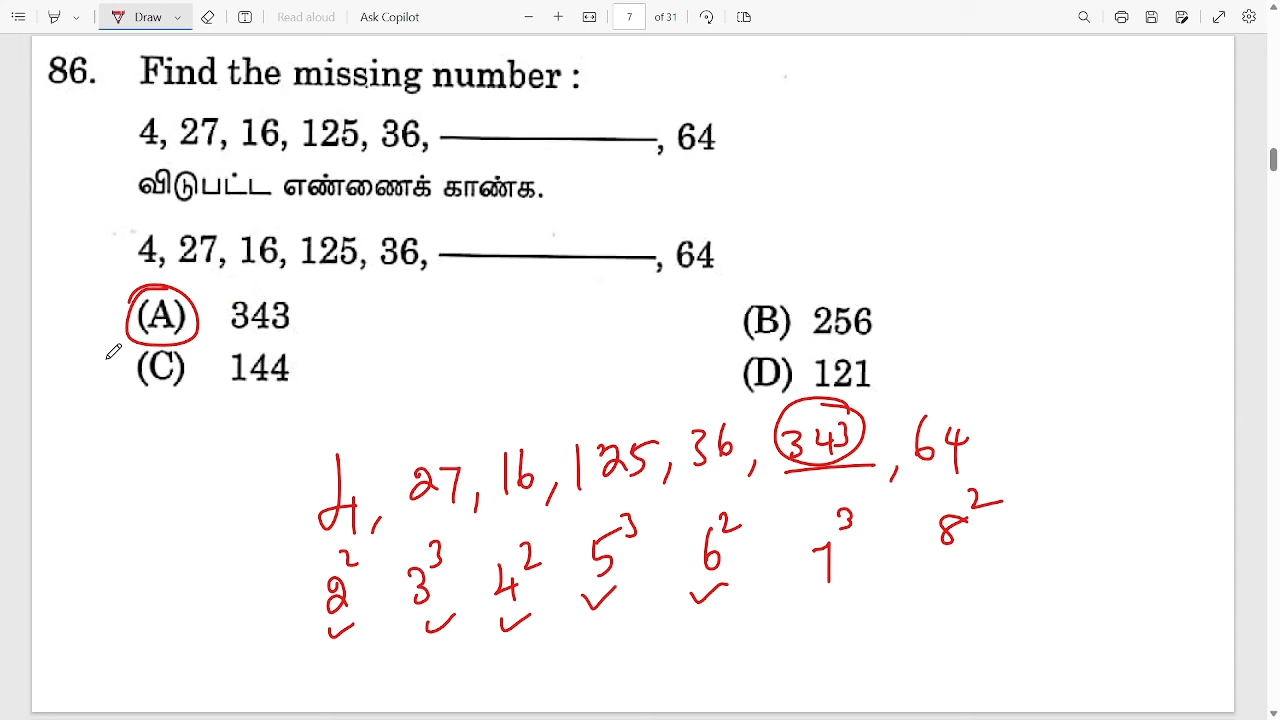 Draw Read aloud Ask Copilot 7 of 31
86. Find the missing number :
4, 27, 16, 125, 36, ————, 64
விடுபட்ட எண்ணைக் காண்க.
4, 27, 16, 125, 36, ————, 64
(A) 343 (B) 256
(C) 144 (D) 121
4, 27, 16, 125, 36, 343, 64
2² 3³ 4² 5³ 6² 7³ 8²